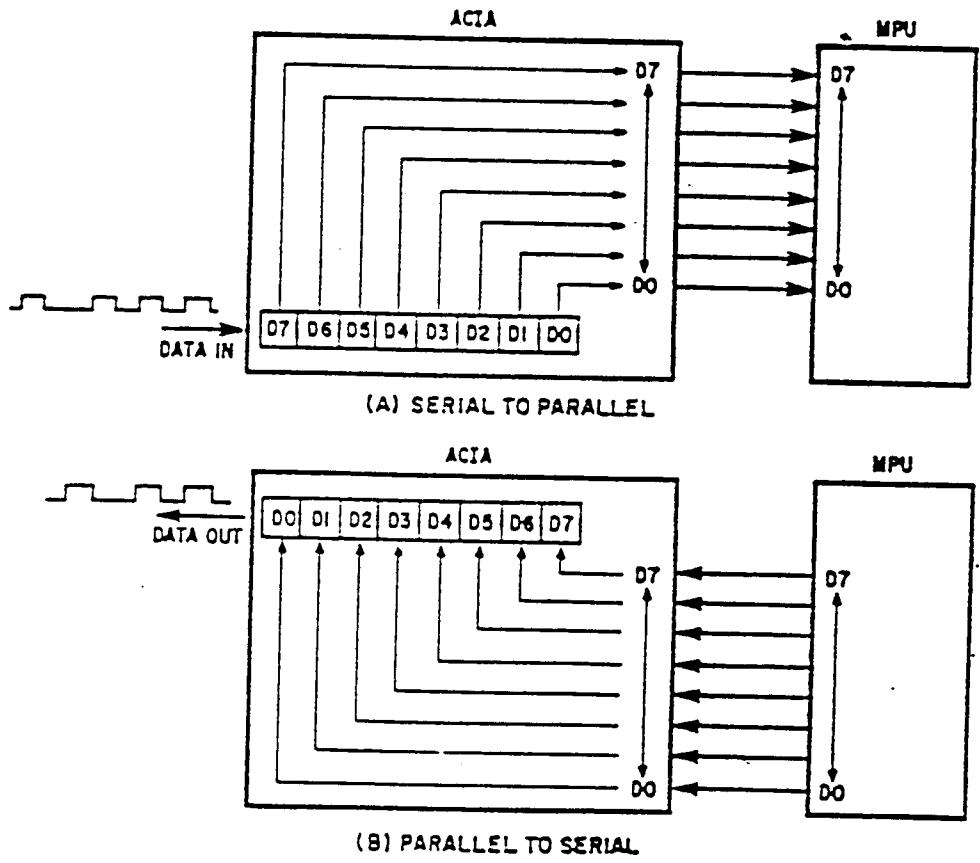 ACIA
MPU
D7
D7
D0
D0
D7 D6 D5 D4 D3 D2 D1 D0
DATA IN
(A) SERIAL TO PARALLEL
ACIA
MPU
D0 D1 D2 D3 D4 D5 D6 D7
DATA OUT
D7
D7
D0
D0
(B) PARALLEL TO SERIAL